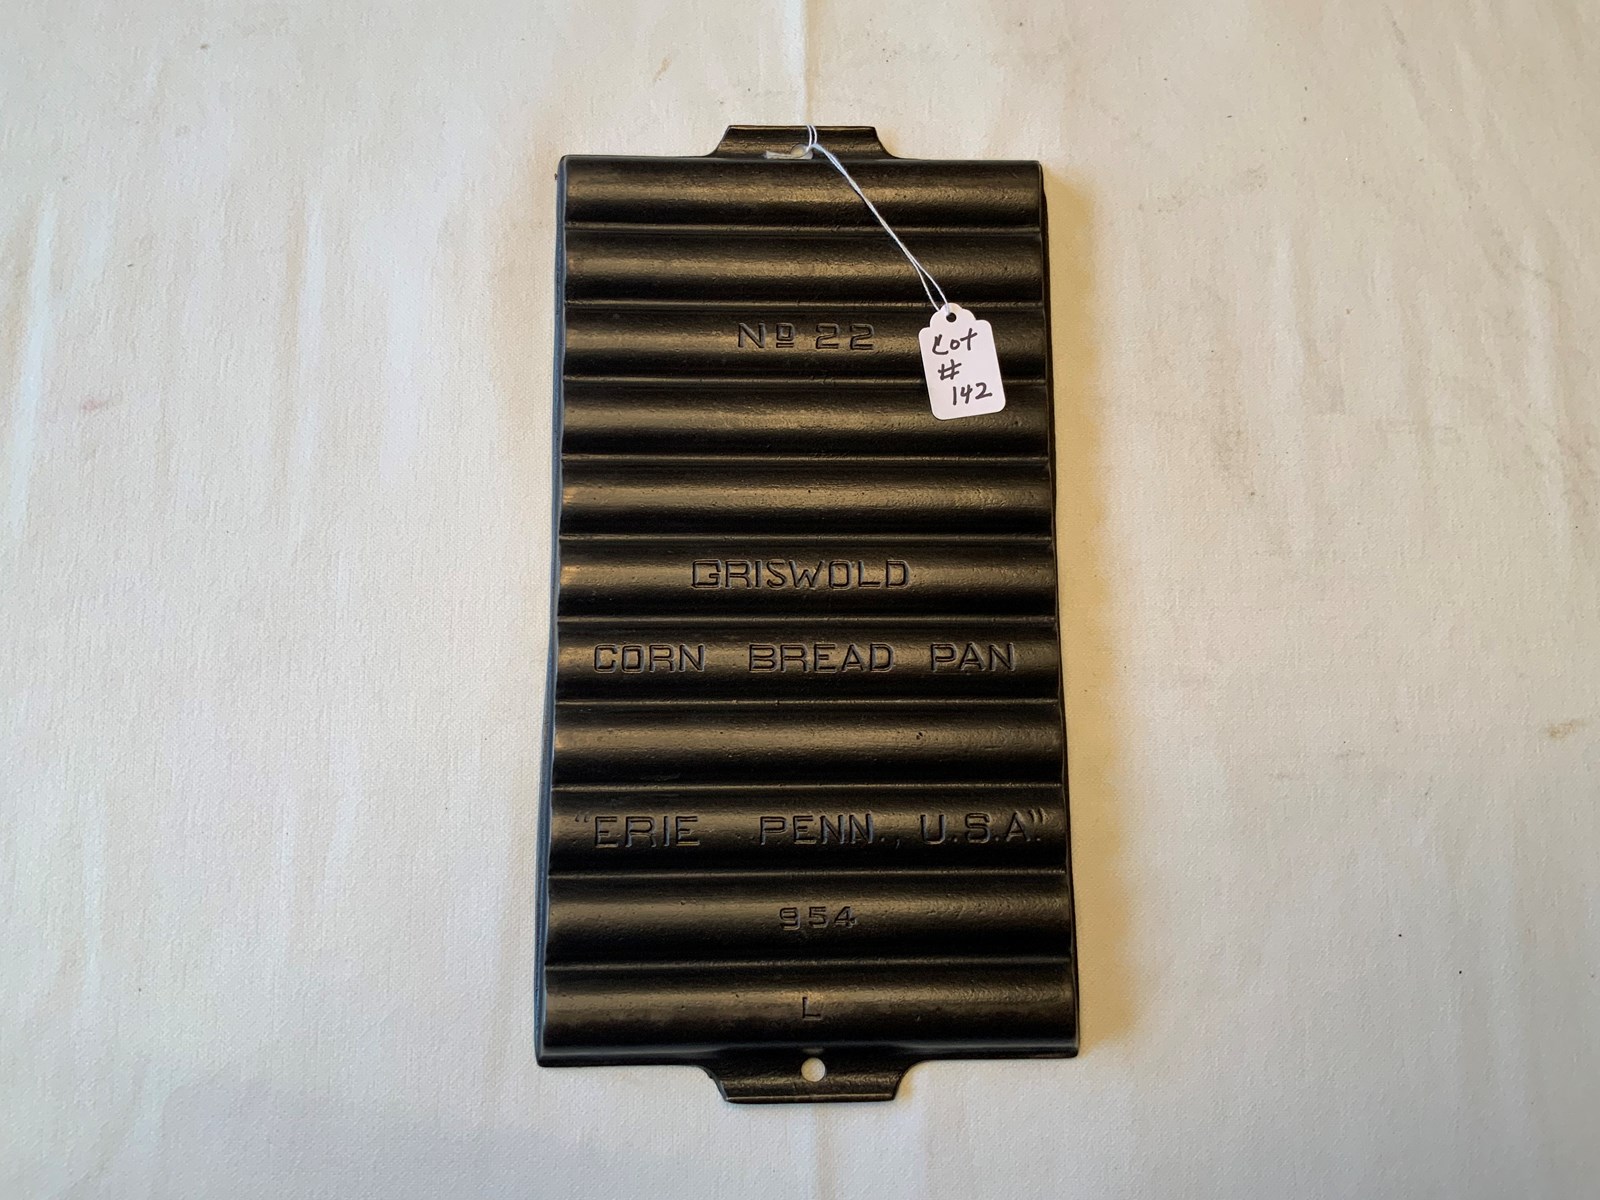 Nº 22
Lot
#
142
GRISWOLD
CORN BREAD PAN
"ERIE PENN., U.S.A."
954
L